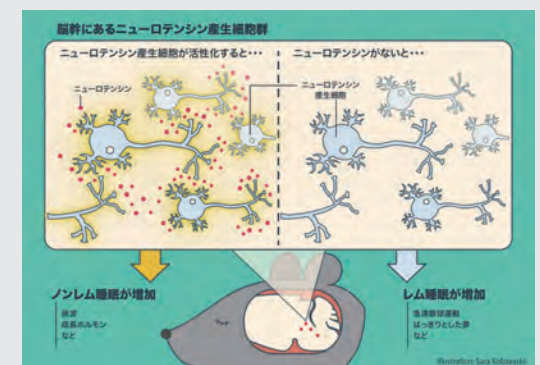 脳幹にあるニューロテンシン産生細胞群
ニューロテンシン産生細胞が活性化すると・・・
ニューロテンシンがないと・・・
ニューロテンシン
ニューロテンシン
産生細胞
ノンレム睡眠が増加
徐波
成長ホルモン
など
レム睡眠が増加
急速眼球運動
はっきりとした夢
など